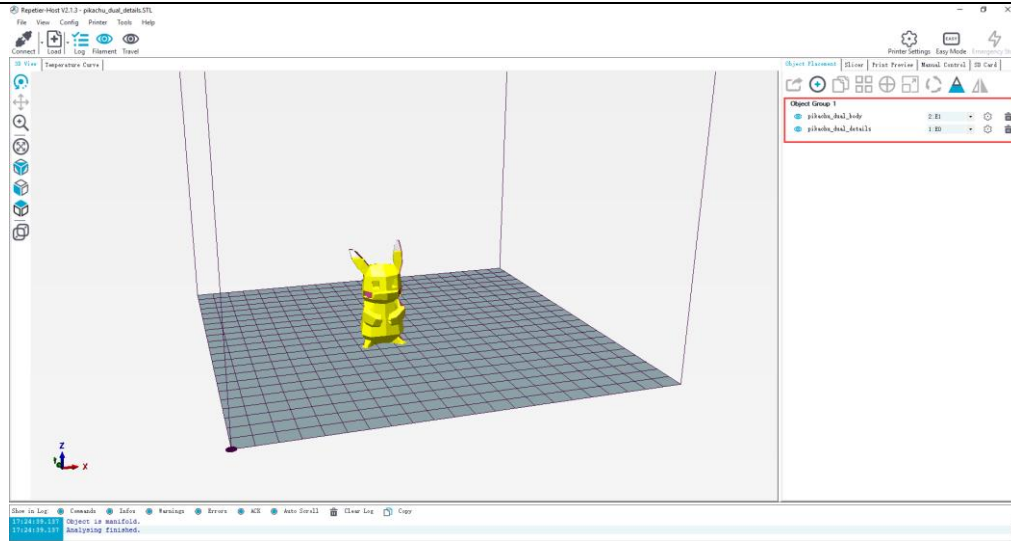 Repetier-Host V2.1.3 - pikachu_dual_details.STL
File View Config Printer Tools Help
Connect Load Log Filament Travel Printer Settings Easy Mode Emergency St
EASY
3D View Temperature Curve Object Placement Slicer Print Preview Manual Control SD Card
Object Group 1
pikachu_dual_body 2:E1
pikachu_dual_details 1:E0
Z
Y X
Show in Log: Commands Infos Warnings Errors ACK Auto Scroll Clear Log Copy
17:24:39.137 Object is manifold.
17:24:39.137 Analysing finished.